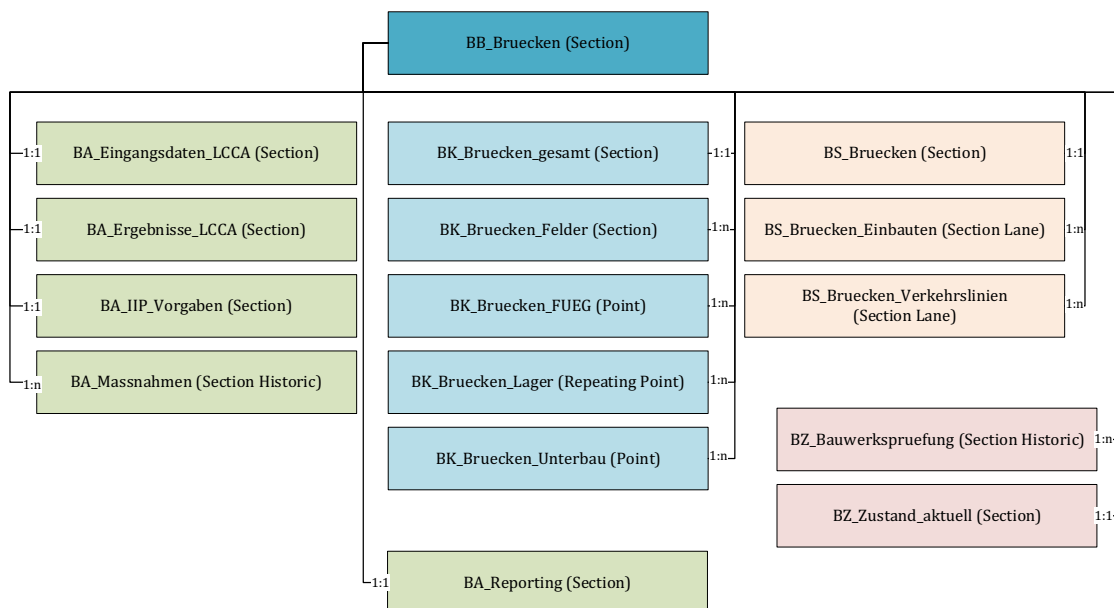 BB_Bruecken (Section)
1:1
BA_Eingangsdaten_LCCA (Section)
1:1
BA_Ergebnisse_LCCA (Section)
1:1
BA_IIP_Vorgaben (Section)
1:n
BA_Massnahmen (Section Historic)
BK_Bruecken_gesamt (Section)
1:1
BK_Bruecken_Felder (Section)
1:n
BK_Bruecken_FUEG (Point)
1:n
BK_Bruecken_Lager (Repeating Point)
1:n
BK_Bruecken_Unterbau (Point)
1:n
BS_Bruecken (Section)
1:1
BS_Bruecken_Einbauten (Section Lane)
1:n
BS_Bruecken_Verkehrslinien
(Section Lane)
1:n
BZ_Bauwerkspruefung (Section Historic)
1:n
BZ_Zustand_aktuell (Section)
1:1
1:1
BA_Reporting (Section)